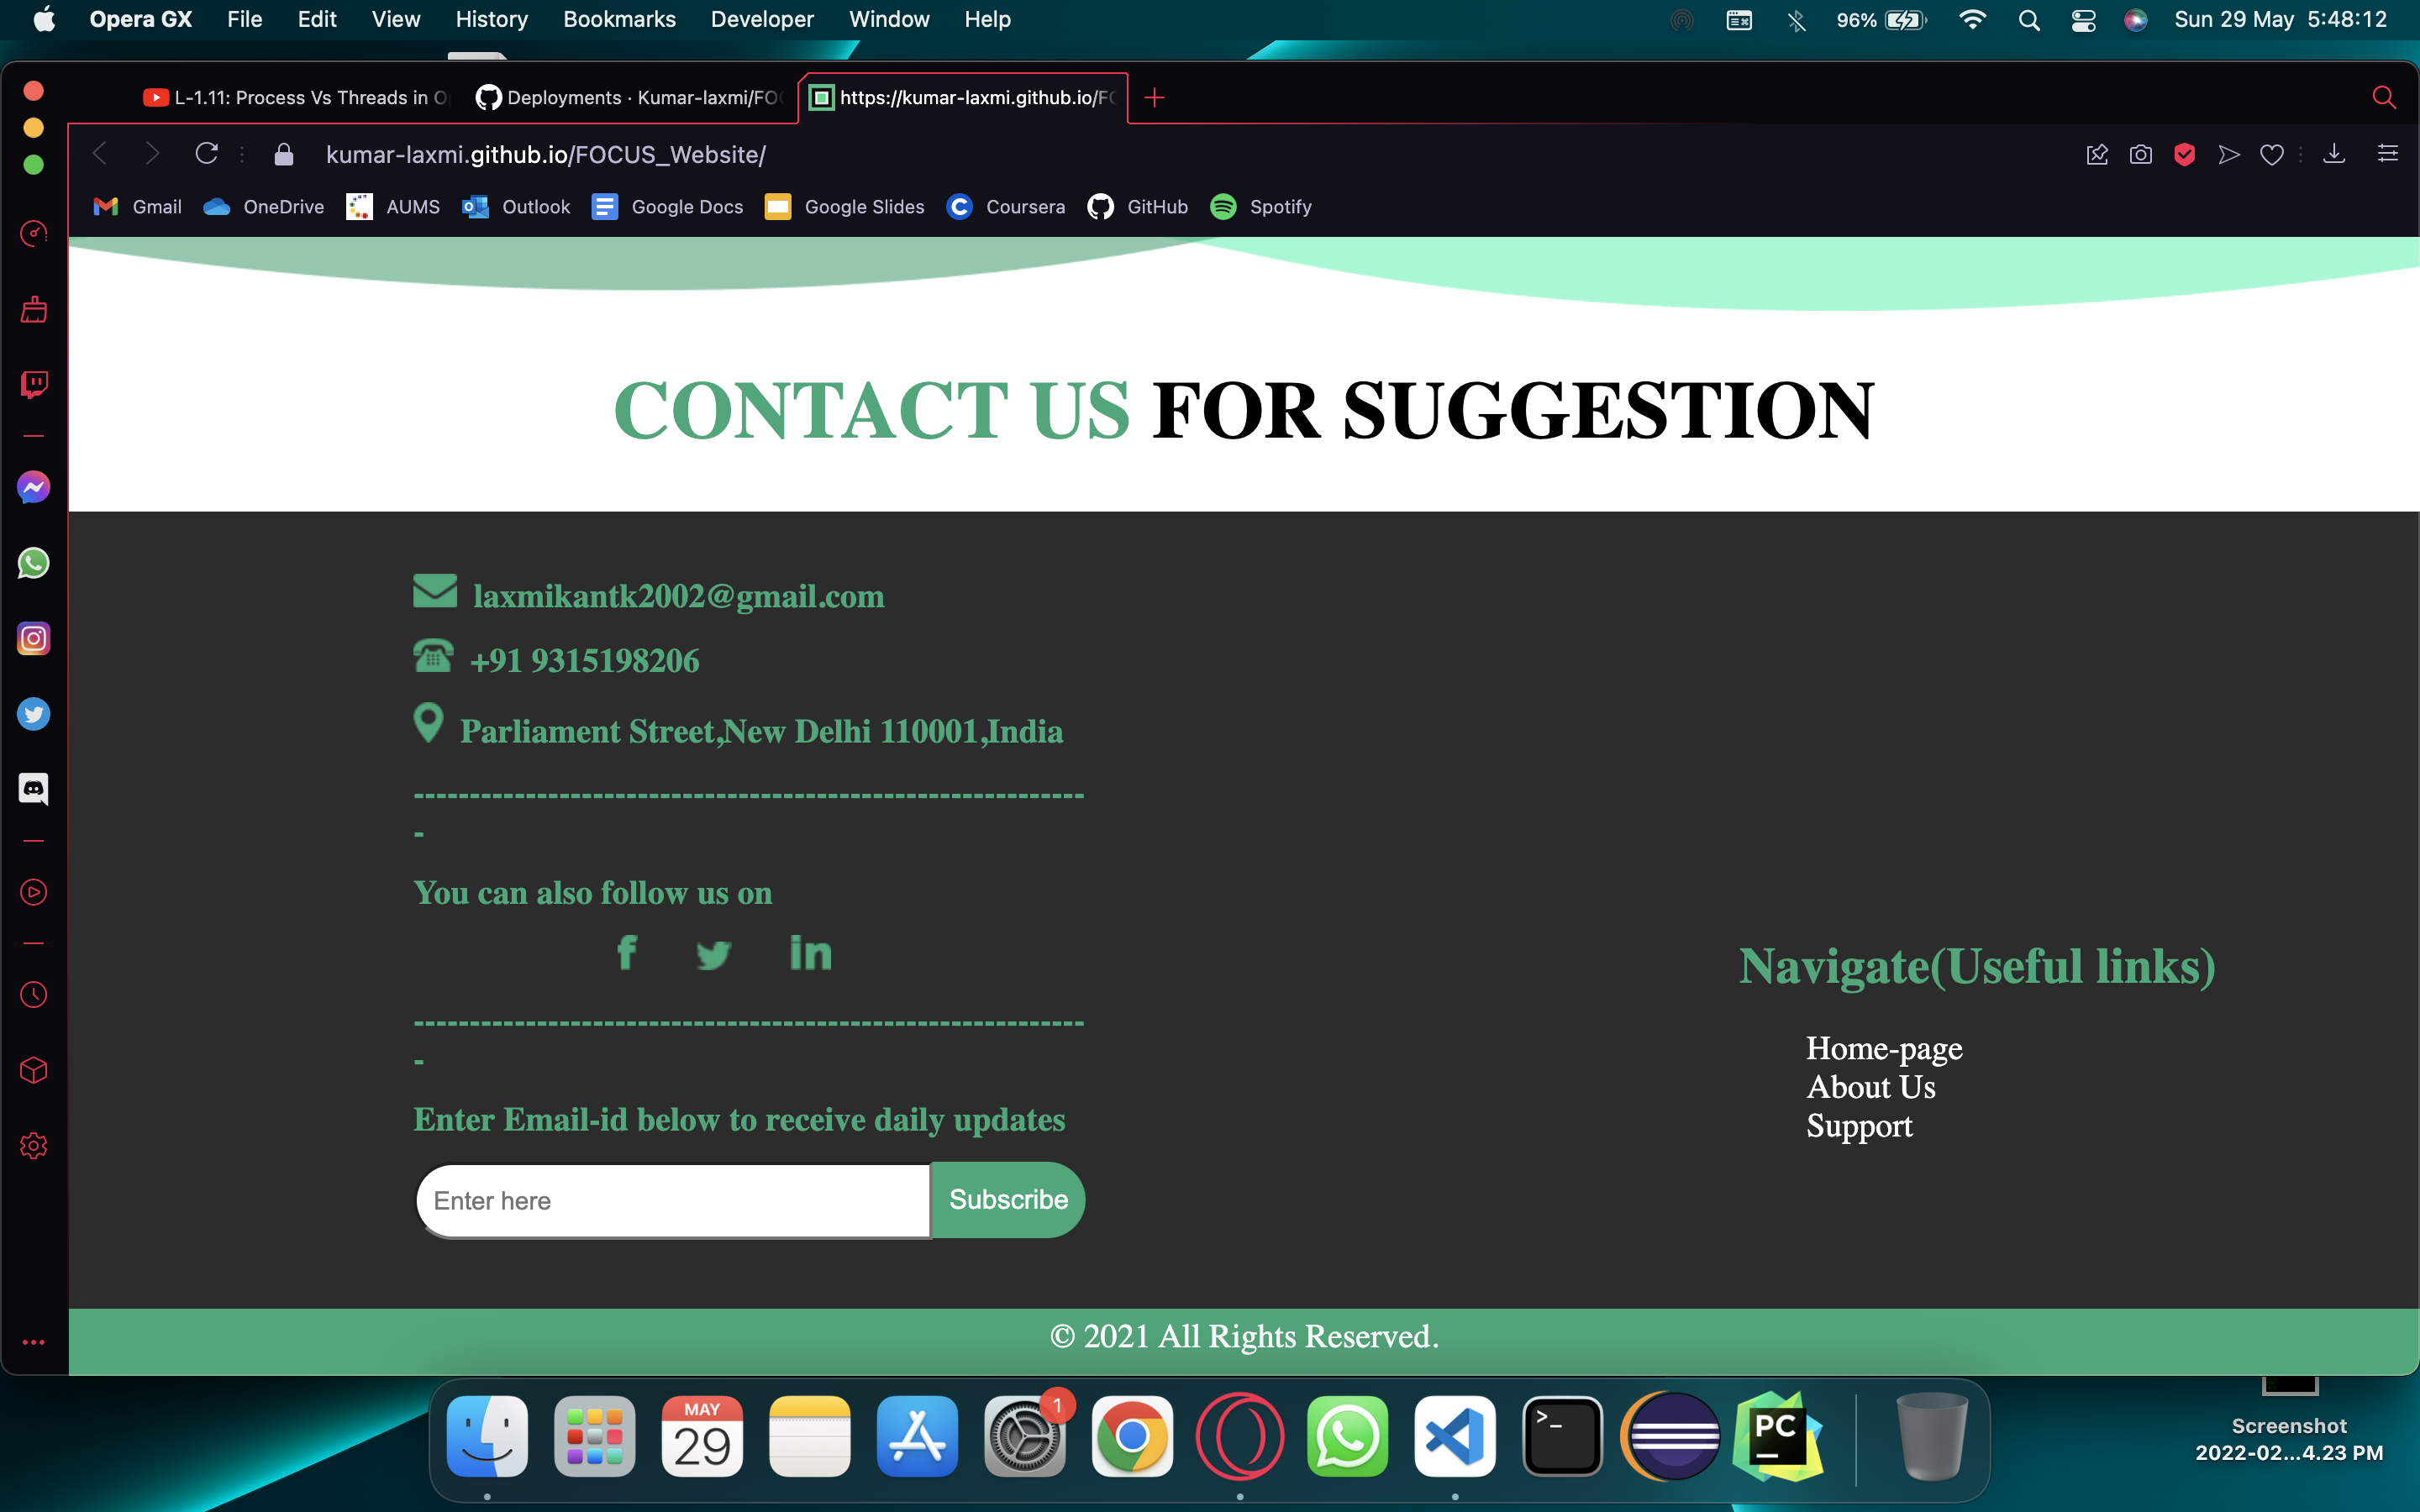 Opera GX File Edit View History Bookmarks Developer Window Help 96% Sun 29 May 5:48:12
L-1.11: Process Vs Threads in O Deployments · Kumar-laxmi/FO https://kumar-laxmi.github.io/F
kumar-laxmi.github.io/FOCUS_Website/
Gmail OneDrive AUMS Outlook Google Docs Google Slides Coursera GitHub Spotify
CONTACT US FOR SUGGESTION
laxmikantk2002@gmail.com
+91 9315198206
Parliament Street,New Delhi 110001,India
------------------------------------------------------------
-
You can also follow us on
f in
------------------------------------------------------------
-
Navigate(Useful links)
Home-page
About Us
Support
Enter Email-id below to receive daily updates
Enter here Subscribe
© 2021 All Rights Reserved.
MAY
29
1
>_
PC
Screenshot
2022-02...4.23 PM